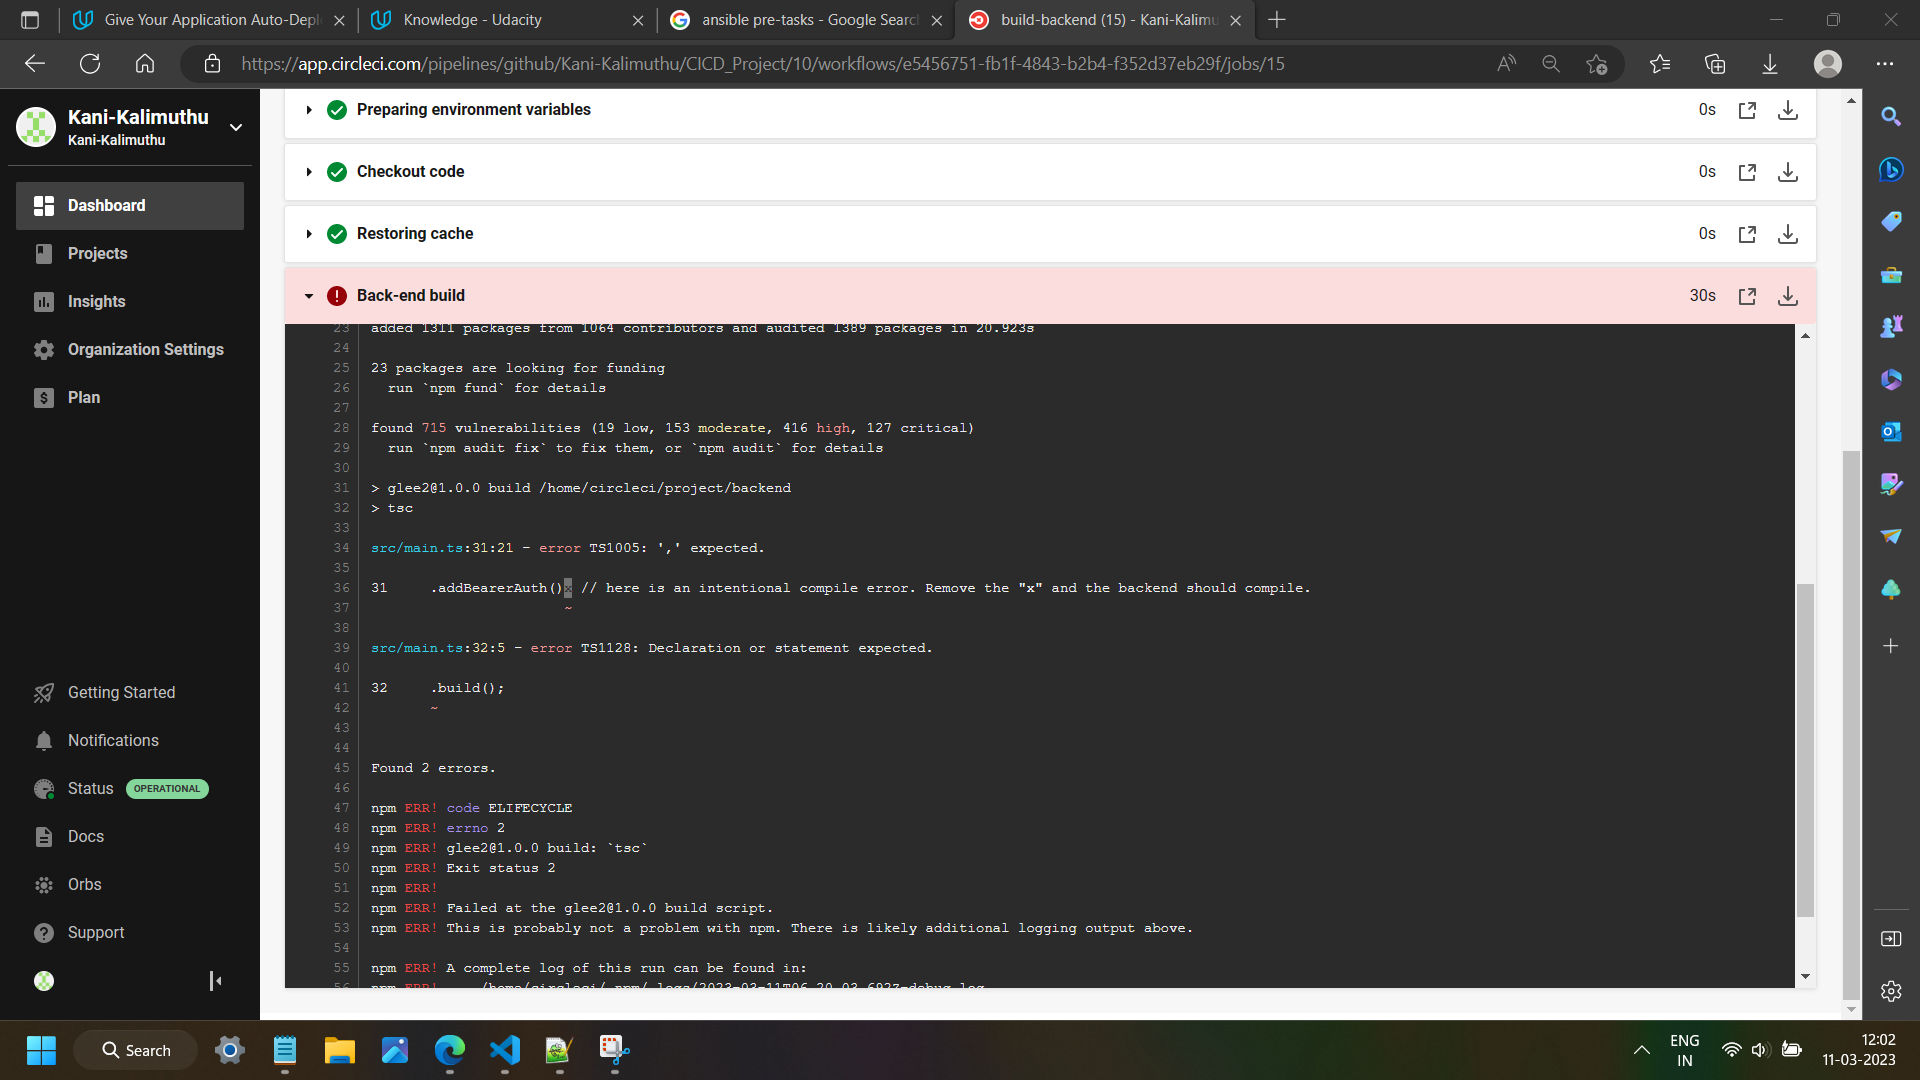 Give Your Application Auto-Depl
Knowledge - Udacity
ansible pre-tasks - Google Searc
build-backend (15) - Kani-Kalimu
https://app.circleci.com/pipelines/github/Kani-Kalimuthu/CICD_Project/10/workflows/e5456751-fb1f-4843-b2b4-f352d37eb29f/jobs/15
Kani-Kalimuthu
Kani-Kalimuthu
Dashboard
Projects
Insights
Organization Settings
Plan
Getting Started
Notifications
Status OPERATIONAL
Docs
Orbs
Support
Preparing environment variables 0s
Checkout code 0s
Restoring cache 0s
Back-end build 30s
23 added 1311 packages from 1064 contributors and audited 1389 packages in 20.923s
24
25 23 packages are looking for funding
26 run `npm fund` for details
27
28 found 715 vulnerabilities (19 low, 153 moderate, 416 high, 127 critical)
29 run `npm audit fix` to fix them, or `npm audit` for details
30
31 > glee2@1.0.0 build /home/circleci/project/backend
32 > tsc
33
34 src/main.ts:31:21 - error TS1005: ',' expected.
35
36 31 .addBearerAuth()x // here is an intentional compile error. Remove the "x" and the backend should compile.
37 ~
38
39 src/main.ts:32:5 - error TS1128: Declaration or statement expected.
40
41 32 .build();
42 ~
43
44
45 Found 2 errors.
46
47 npm ERR! code ELIFECYCLE
48 npm ERR! errno 2
49 npm ERR! glee2@1.0.0 build: `tsc`
50 npm ERR! Exit status 2
51 npm ERR!
52 npm ERR! Failed at the glee2@1.0.0 build script.
53 npm ERR! This is probably not a problem with npm. There is likely additional logging output above.
54
55 npm ERR! A complete log of this run can be found in:
56 npm ERR! /home/circleci/.npm/_logs/2023-03-11T06_20_03_692Z-debug.log
Search
ENG
IN
12:02
11-03-2023